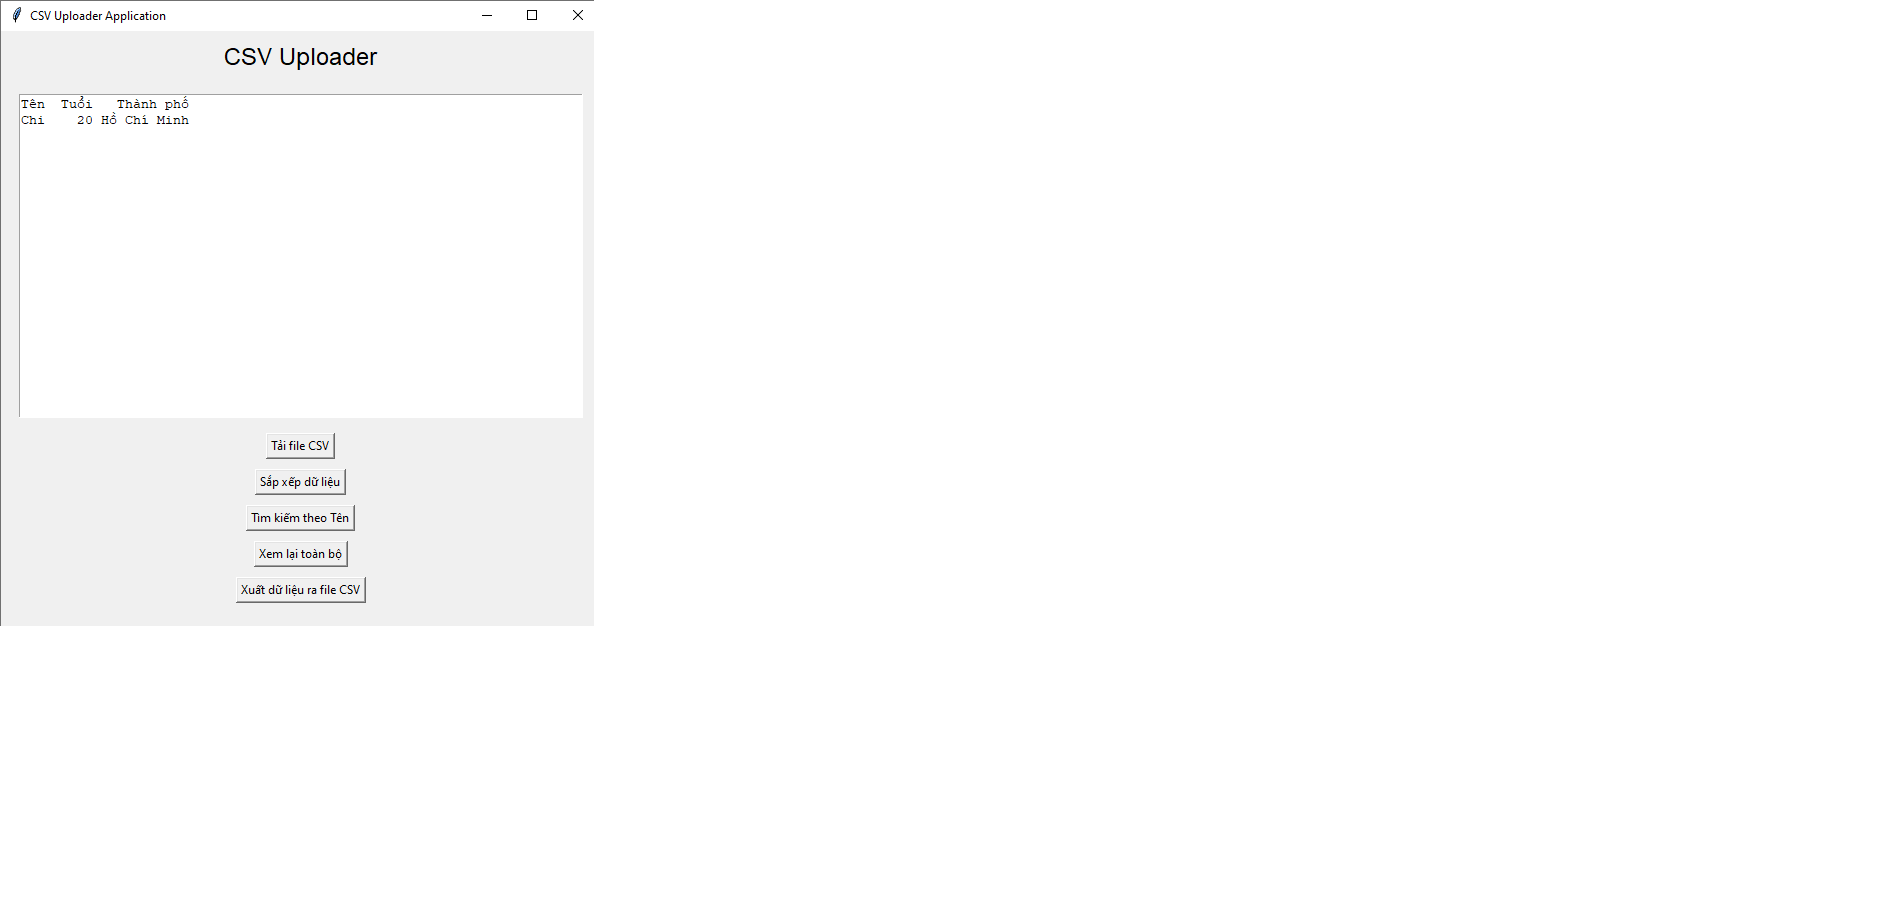 CSV Uploader Application
CSV Uploader
Tên  Tuổi   Thành phố
Chi    20 Hồ Chí Minh
Tải file CSV
Sắp xếp dữ liệu
Tìm kiếm theo Tên
Xem lại toàn bộ
Xuất dữ liệu ra file CSV